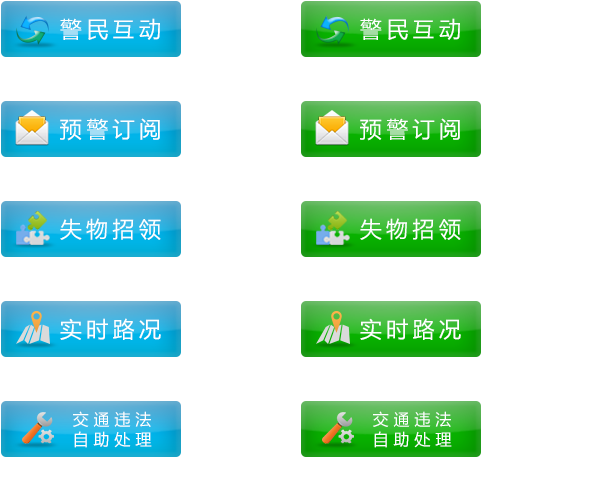 警民互动
警民互动
预警订阅
预警订阅
失物招领
失物招领
实时路况
实时路况
交通违法
自助处理
交通违法
自助处理